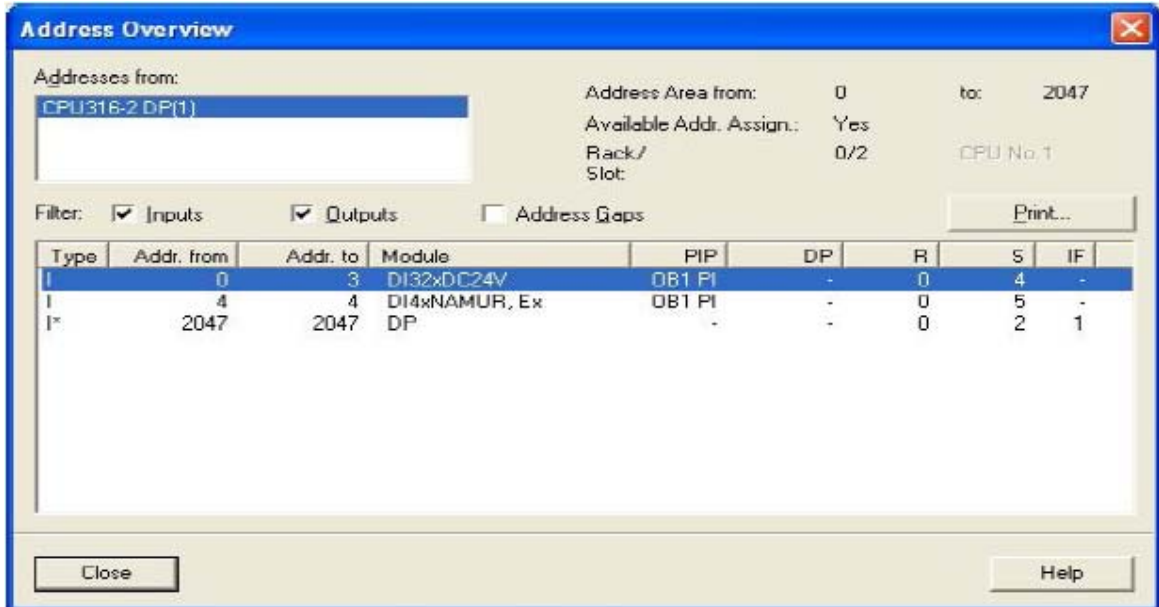 Address Overview
Addresses from:
CPU316-2 DP(1)
Address Area from: 0 to: 2047
Available Addr. Assign.: Yes
Rack / 0/2 CPU No. 1
Slot:
Filter: Inputs Outputs Address Gaps Print...
Type Addr. from Addr. to Module PIP DP R S IF
I 0 3 DI32xDC24V OB1 PI - 0 4 -
I 4 4 DI4xNAMUR, Ex OB1 PI - 0 5 -
I* 2047 2047 DP - - 0 2 1
Close Help